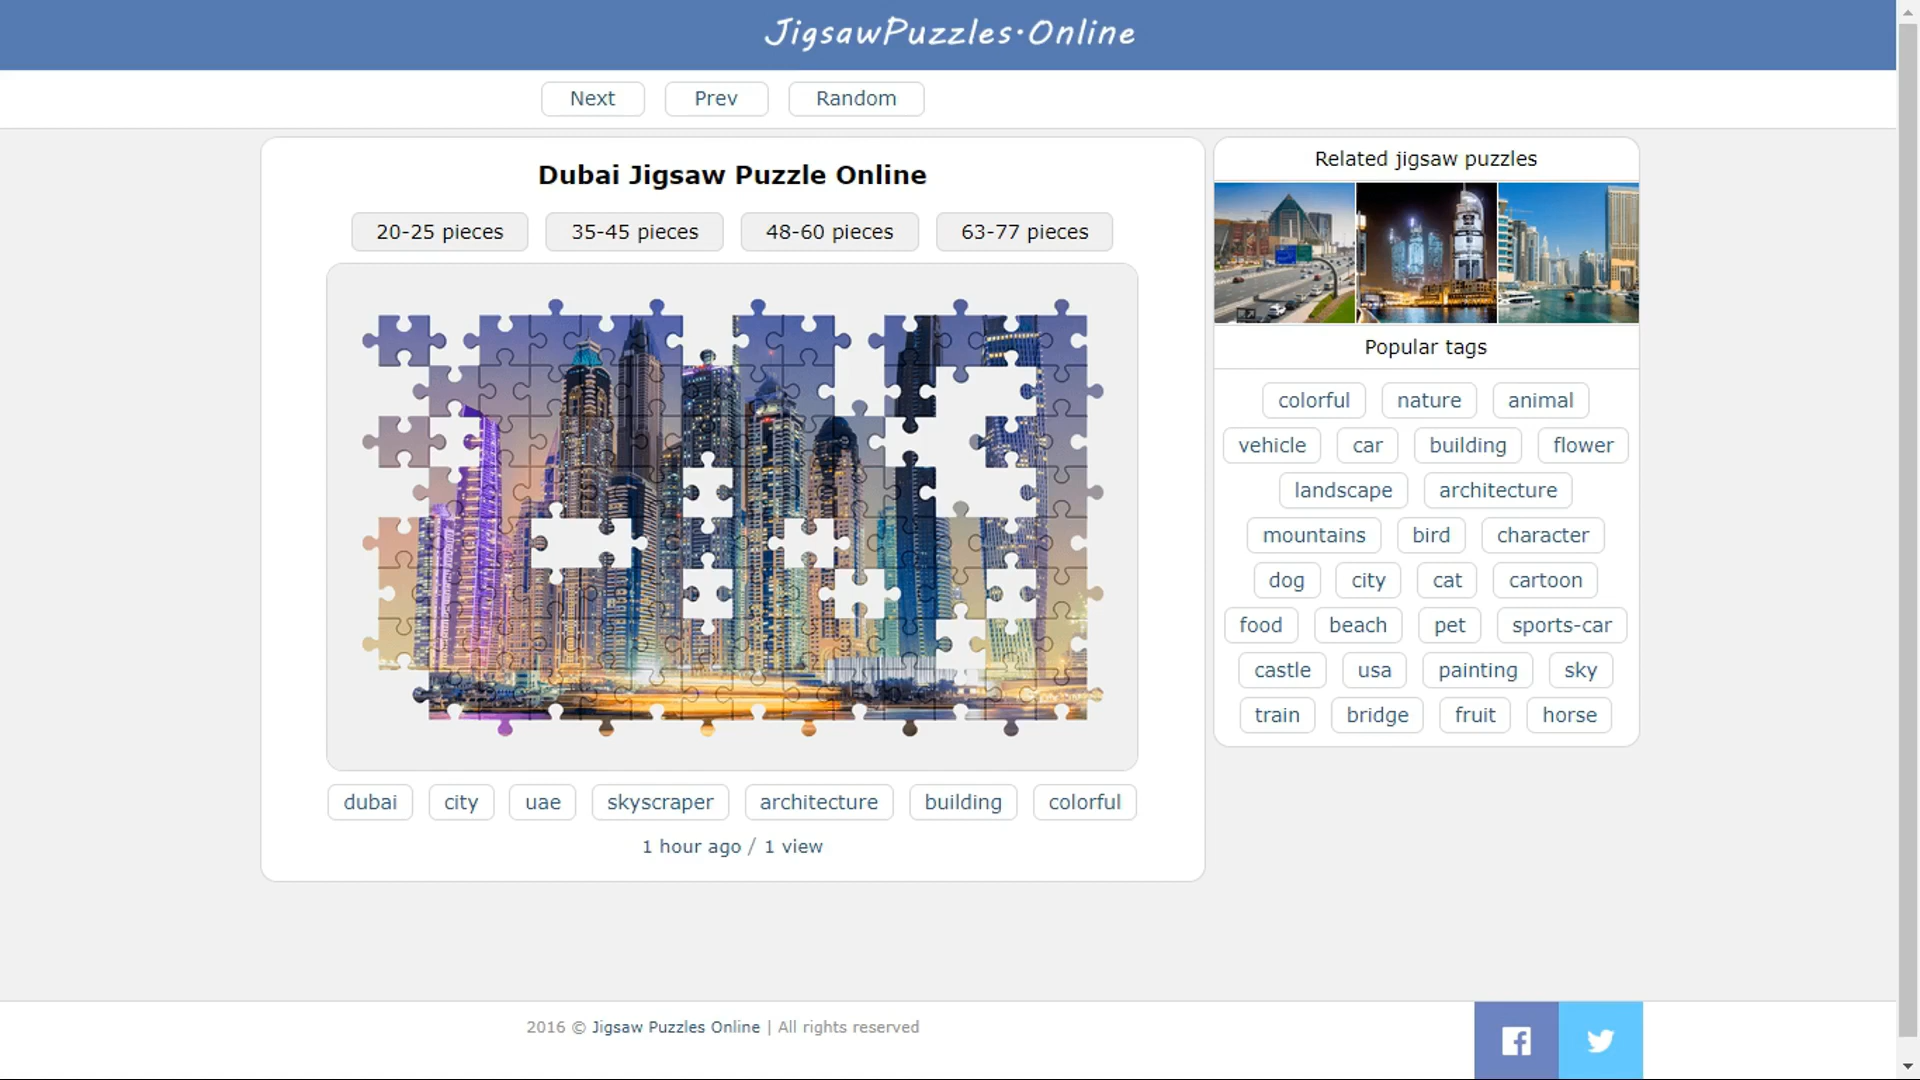 JigsawPuzzles·Online
Next Prev Random
Dubai Jigsaw Puzzle Online
20-25 pieces 35-45 pieces 48-60 pieces 63-77 pieces
dubai city uae skyscraper architecture building colorful
1 hour ago / 1 view
Related jigsaw puzzles
Popular tags
colorful nature animal
vehicle car building flower
landscape architecture
mountains bird character
dog city cat cartoon
food beach pet sports-car
castle usa painting sky
train bridge fruit horse
2016 © Jigsaw Puzzles Online | All rights reserved